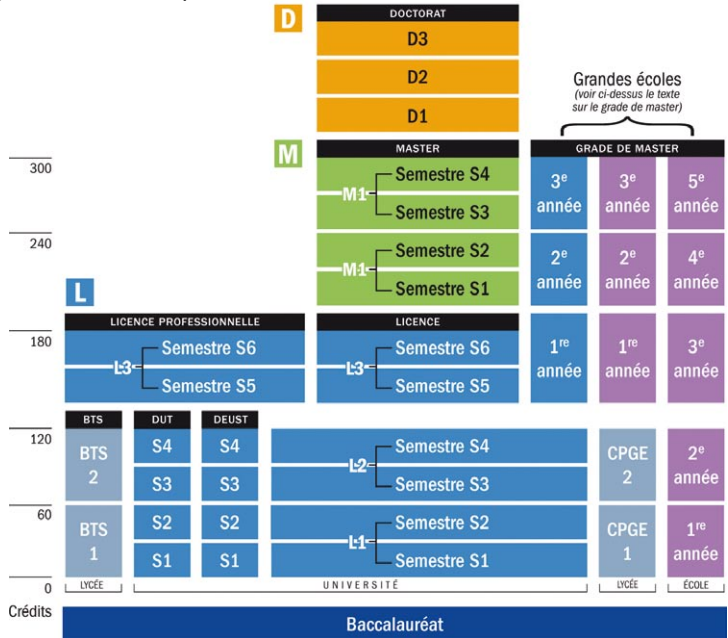 D
DOCTORAT
D3
D2
D1
Grandes écoles
(voir ci-dessus le texte
sur le grade de master)
M
MASTER
GRADE DE MASTER
300
M1
Semestre S4
Semestre S3
3e
année
3e
année
5e
année
240
M1
Semestre S2
Semestre S1
2e
année
2e
année
4e
année
L
LICENCE PROFESSIONNELLE
LICENCE
180
L3
Semestre S6
Semestre S5
L3
Semestre S6
Semestre S5
1re
année
1re
année
3e
année
BTS
DUT
DEUST
120
BTS
2
S4
S3
S4
S3
L2
Semestre S4
Semestre S3
CPGE
2
2e
année
60
BTS
1
S2
S1
S2
S1
L1
Semestre S2
Semestre S1
CPGE
1
1re
année
0
LYCÉE
UNIVERSITÉ
LYCÉE
ÉCOLE
Crédits
Baccalauréat